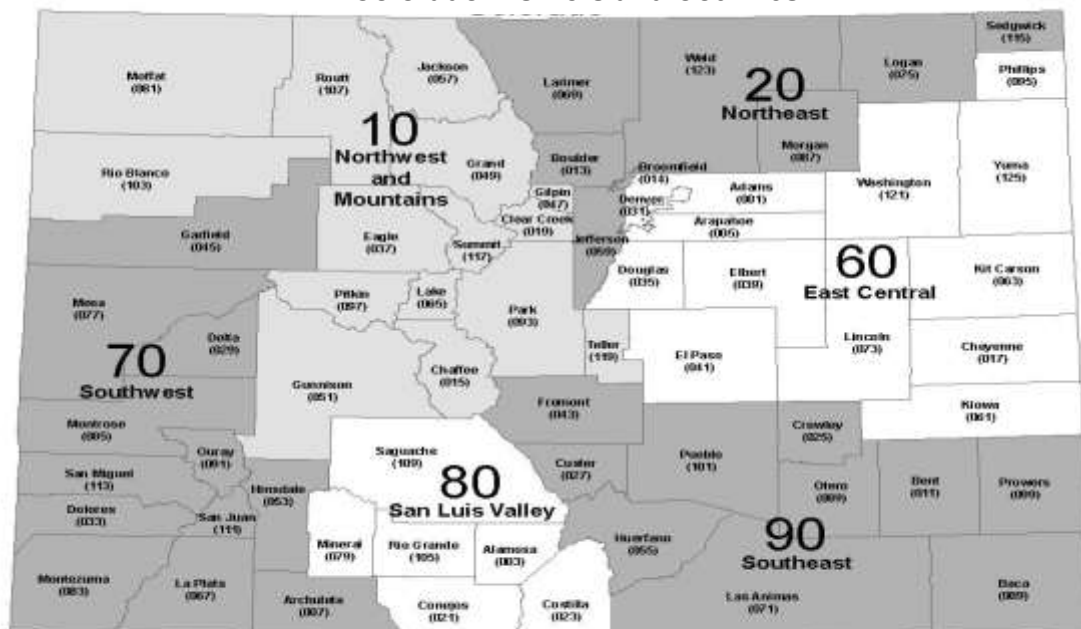 Sedgwick
(115)
Moffat
(081)
Routt
(107)
Jackson
(057)
Larimer
(069)
Weld
(123)
Logan
(075)
Phillips
(095)
20
Northeast
10
Northwest
and
Mountains
Grand
(049)
Boulder
(013)
Broomfield
(014)
Morgan
(087)
Washington
(121)
Yuma
(125)
Rio Blanco
(103)
Gilpin
(047)
Clear Creek
(019)
Denver
(031)
Adams
(001)
Arapahoe
(005)
Garfield
(045)
Eagle
(037)
Summit
(117)
Jefferson
(059)
Douglas
(035)
Elbert
(039)
60
East Central
Kit Carson
(063)
Mesa
(077)
Pitkin
(097)
Lake
(065)
Park
(093)
Teller
(119)
El Paso
(041)
Lincoln
(073)
Cheyenne
(017)
Delta
(029)
70
Southwest
Gunnison
(051)
Chaffee
(015)
Fremont
(043)
Kiowa
(061)
Crowley
(025)
Montrose
(085)
Ouray
(091)
Saguache
(109)
Custer
(027)
Pueblo
(101)
San Miguel
(113)
Hinsdale
(053)
80
San Luis Valley
Otero
(089)
Bent
(011)
Prowers
(099)
Dolores
(033)
San Juan
(111)
Mineral
(079)
Rio Grande
(105)
Alamosa
(003)
Huerfano
(055)
90
Southeast
Montezuma
(083)
La Plata
(067)
Archuleta
(007)
Conejos
(021)
Costilla
(023)
Las Animas
(071)
Baca
(009)